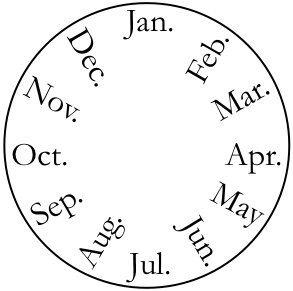 Jan.
Feb.
Mar.
Apr.
May
Jun.
Jul.
Aug.
Sep.
Oct.
Nov.
Dec.